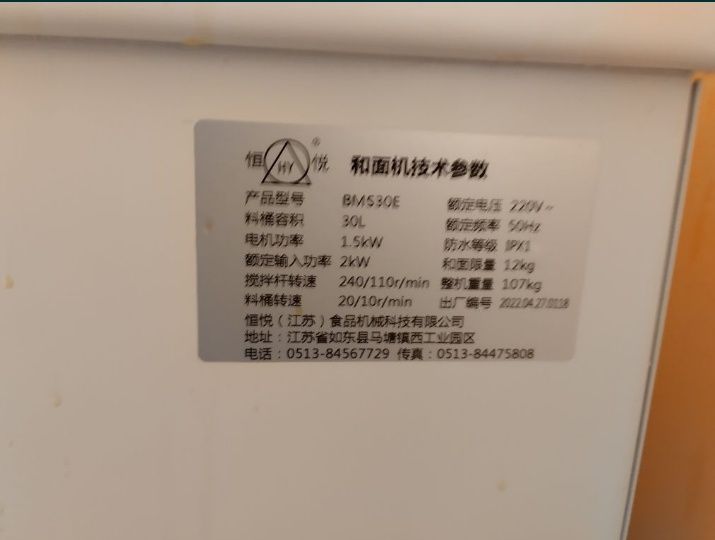 恒 HY 悦 ® 和面机技术参数
产品型号 BMS30E 额定电压 220V~
料桶容积 30L 额定频率 50Hz
电机功率 1.5kW 防水等级 IPX1
额定输入功率 2kW 和面限量 12kg
搅拌杆转速 240/110r/min 整机重量 107kg
料桶转速 20/10r/min 出厂编号 2022.04.27.0118
恒悦（江苏）食品机械科技有限公司
地址：江苏省如东县马塘镇西工业园区
电话：0513-84567729 传真：0513-84475808